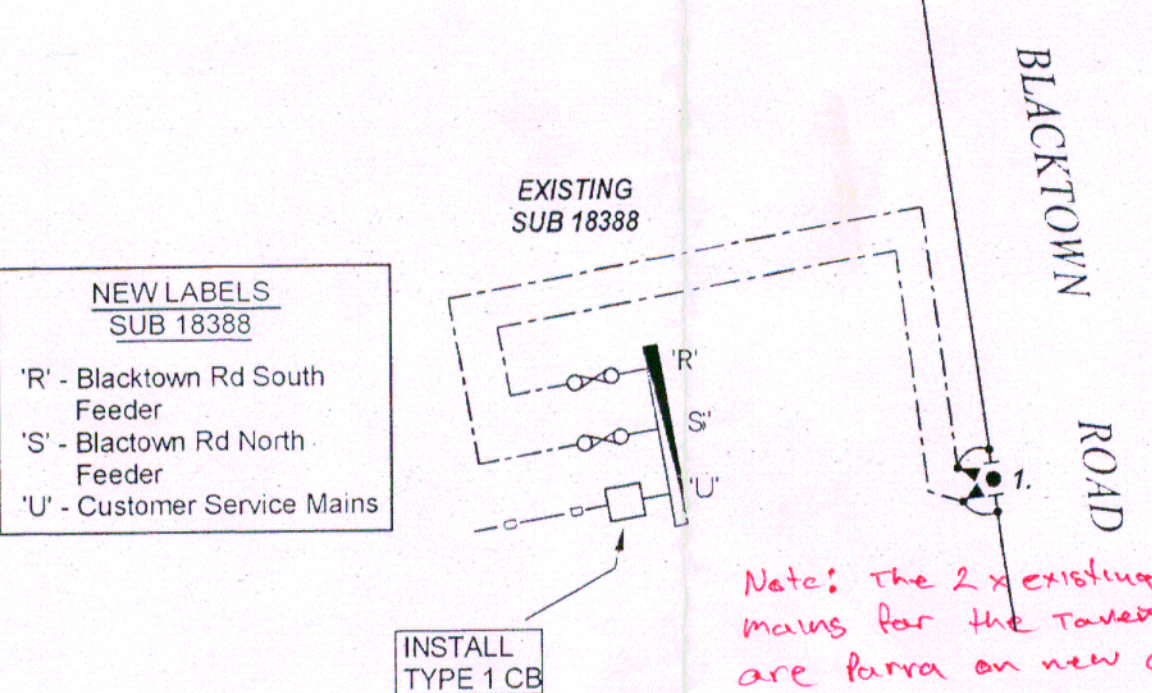 BLACKTOWN
ROAD
EXISTING
SUB 18388
NEW LABELS
SUB 18388
'R' - Blacktown Rd South
Feeder
'S' - Blactown Rd North
Feeder
'U' - Customer Service Mains
'R'
'S'
'U'
1.
INSTALL
TYPE 1 CB
Note: The 2 x existing
mains for the
are Parra on new